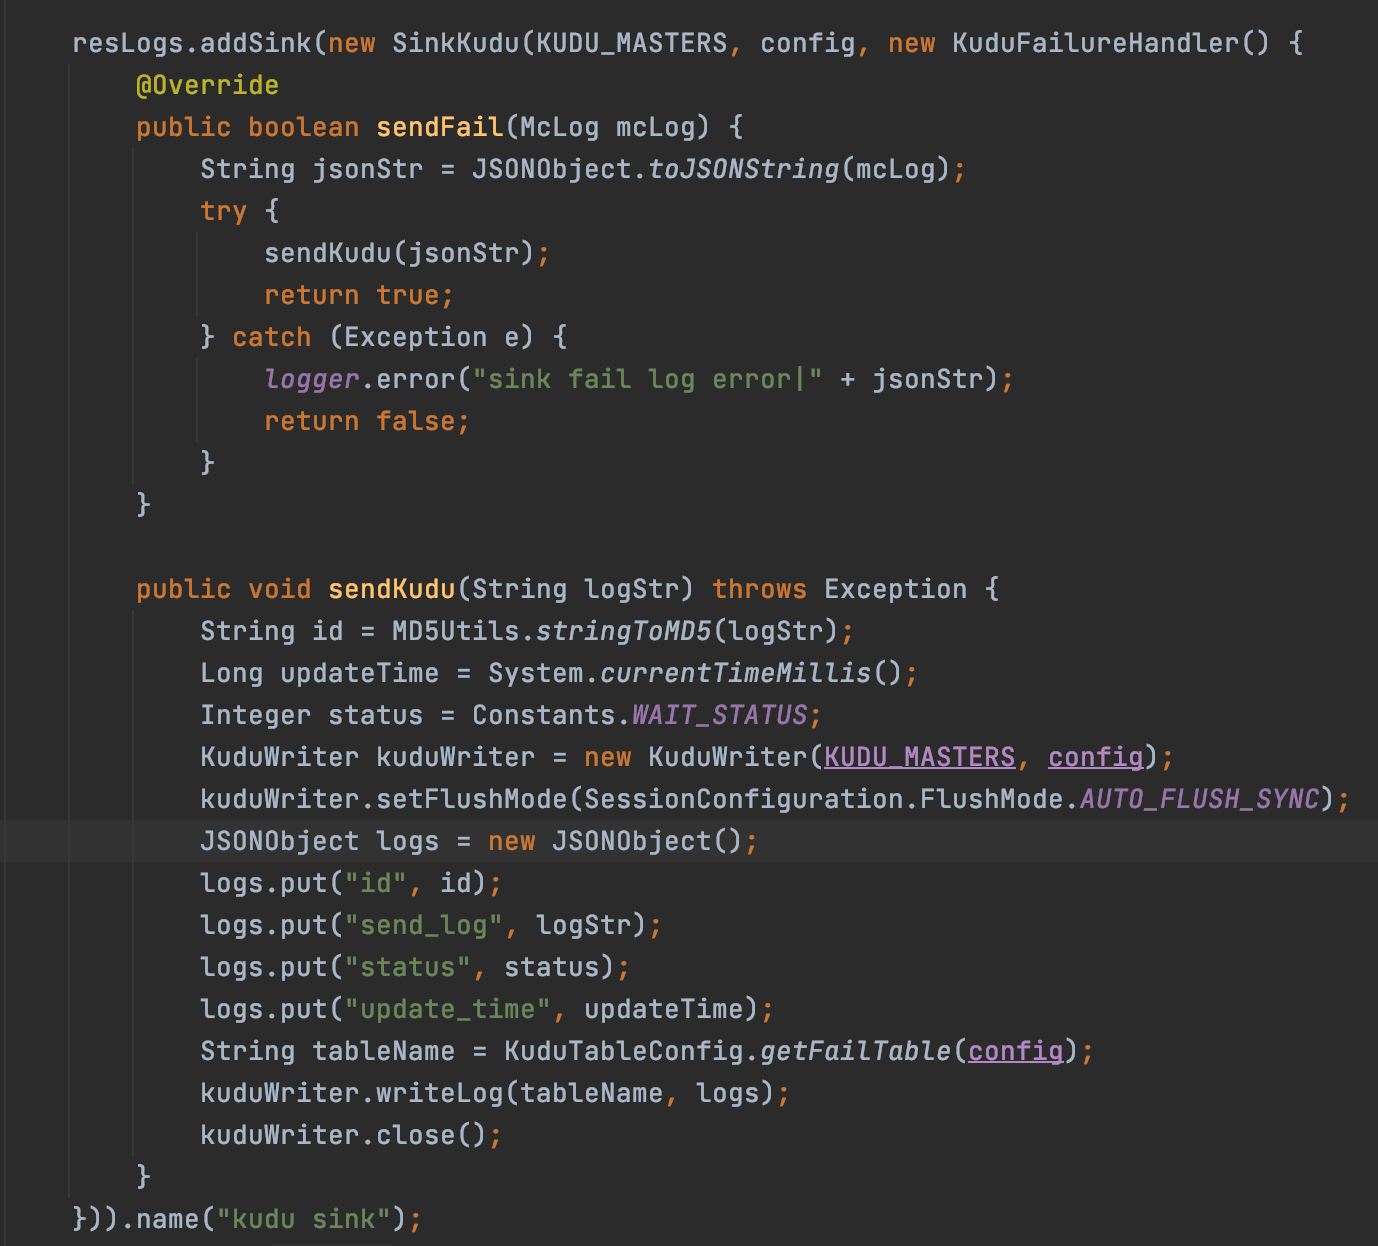 resLogs.addSink(new SinkKudu(KUDU_MASTERS, config, new KuduFailureHandler() {
@Override
public boolean sendFail(McLog mcLog) {
String jsonStr = JSONObject.toJSONString(mcLog);
try {
sendKudu(jsonStr);
return true;
} catch (Exception e) {
logger.error("sink fail log error|" + jsonStr);
return false;
}
}
public void sendKudu(String logStr) throws Exception {
String id = MD5Utils.stringToMD5(logStr);
Long updateTime = System.currentTimeMillis();
Integer status = Constants.WAIT_STATUS;
KuduWriter kuduWriter = new KuduWriter(KUDU_MASTERS, config);
kuduWriter.setFlushMode(SessionConfiguration.FlushMode.AUTO_FLUSH_SYNC);
JSONObject logs = new JSONObject();
logs.put("id", id);
logs.put("send_log", logStr);
logs.put("status", status);
logs.put("update_time", updateTime);
String tableName = KuduTableConfig.getFailTable(config);
kuduWriter.writeLog(tableName, logs);
kuduWriter.close();
}
})).name("kudu sink");